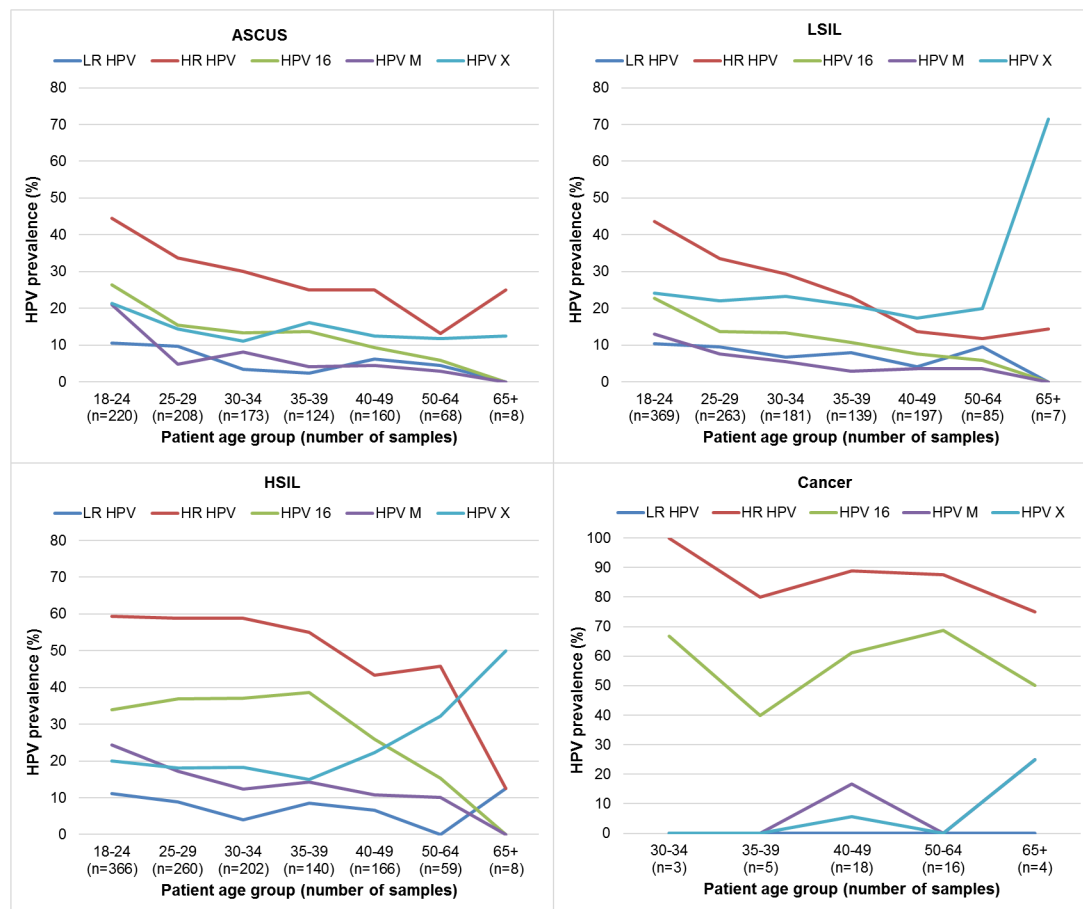 ASCUS
LR HPV HR HPV HPV 16 HPV M HPV X
80
70
60
50
40
30
20
10
0
HPV prevalence (%)
18-24 25-29 30-34 35-39 40-49 50-64 65+
(n=220) (n=208) (n=173) (n=124) (n=160) (n=68) (n=8)
Patient age group (number of samples)
LSIL
LR HPV HR HPV HPV 16 HPV M HPV X
80
70
60
50
40
30
20
10
0
HPV prevalence (%)
18-24 25-29 30-34 35-39 40-49 50-64 65+
(n=369) (n=263) (n=181) (n=139) (n=197) (n=85) (n=7)
Patient age group (number of samples)
HSIL
LR HPV HR HPV HPV 16 HPV M HPV X
80
70
60
50
40
30
20
10
0
HPV prevalence (%)
18-24 25-29 30-34 35-39 40-49 50-64 65+
(n=366) (n=260) (n=202) (n=140) (n=166) (n=59) (n=8)
Patient age group (number of samples)
Cancer
LR HPV HR HPV HPV 16 HPV M HPV X
100
90
80
70
60
50
40
30
20
10
0
HPV prevalence (%)
30-34 35-39 40-49 50-64 65+
(n=3) (n=5) (n=18) (n=16) (n=4)
Patient age group (number of samples)